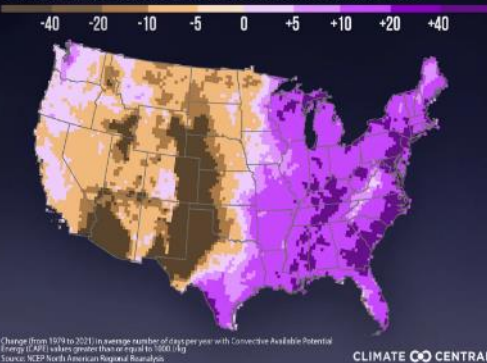 -40 -20 -10 -5 0 +5 +10 +20 +40
Change (from 1979 to 2021) in average number of days per year with Convective Available Potential
Energy (CAPE) values greater than or equal to 1000 J/kg
Source: NCEP North American Regional Reanalysis
CLIMATE CENTRA